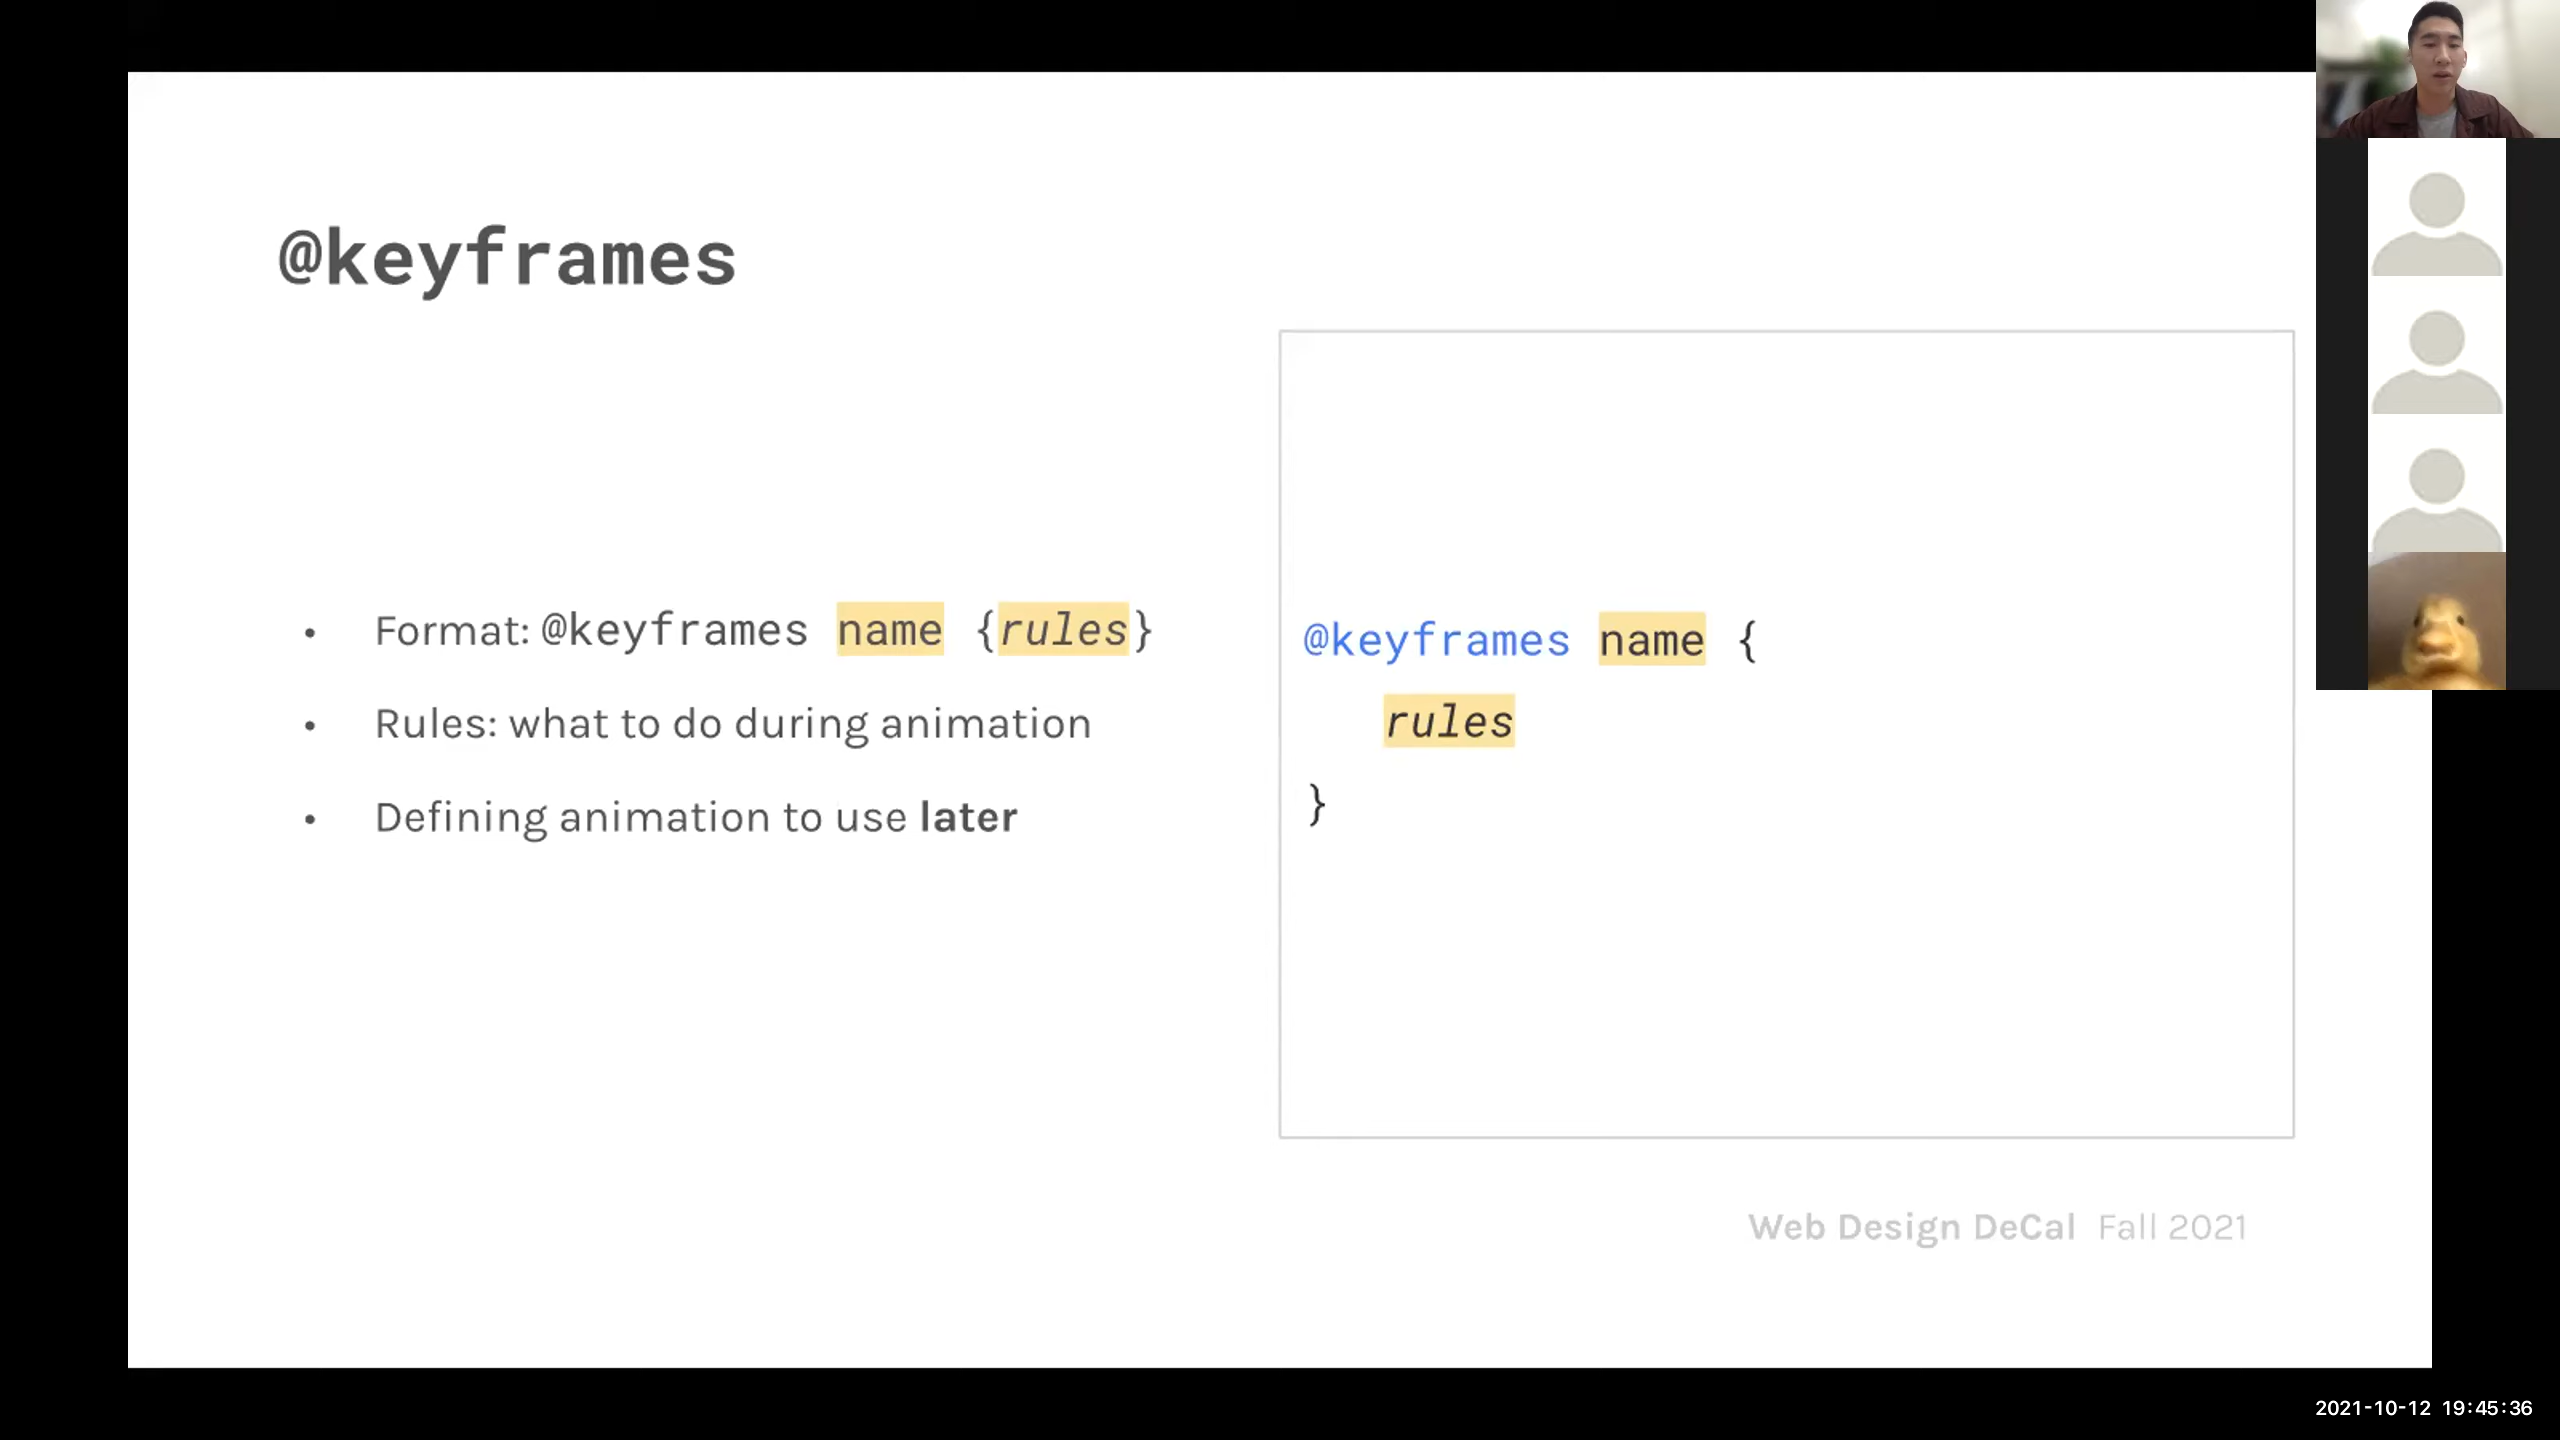 @keyframes
• Format: @keyframes name {rules}
• Rules: what to do during animation
• Defining animation to use later
@keyframes name {
rules
}
Web Design DeCal Fall 2021
2021-10-12 19:45:36